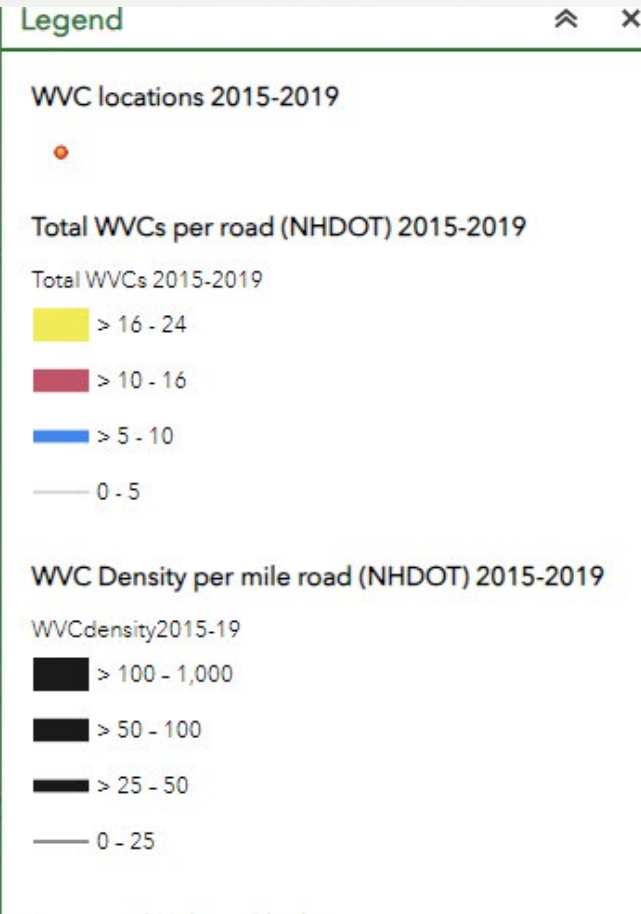 Legend
WVC locations 2015-2019
Total WVCs per road (NHDOT) 2015-2019
Total WVCs 2015-2019
> 16 - 24
> 10 - 16
> 5 - 10
0 - 5
WVC Density per mile road (NHDOT) 2015-2019
WVCdensity2015-19
> 100 - 1,000
> 50 - 100
> 25 - 50
0 - 25